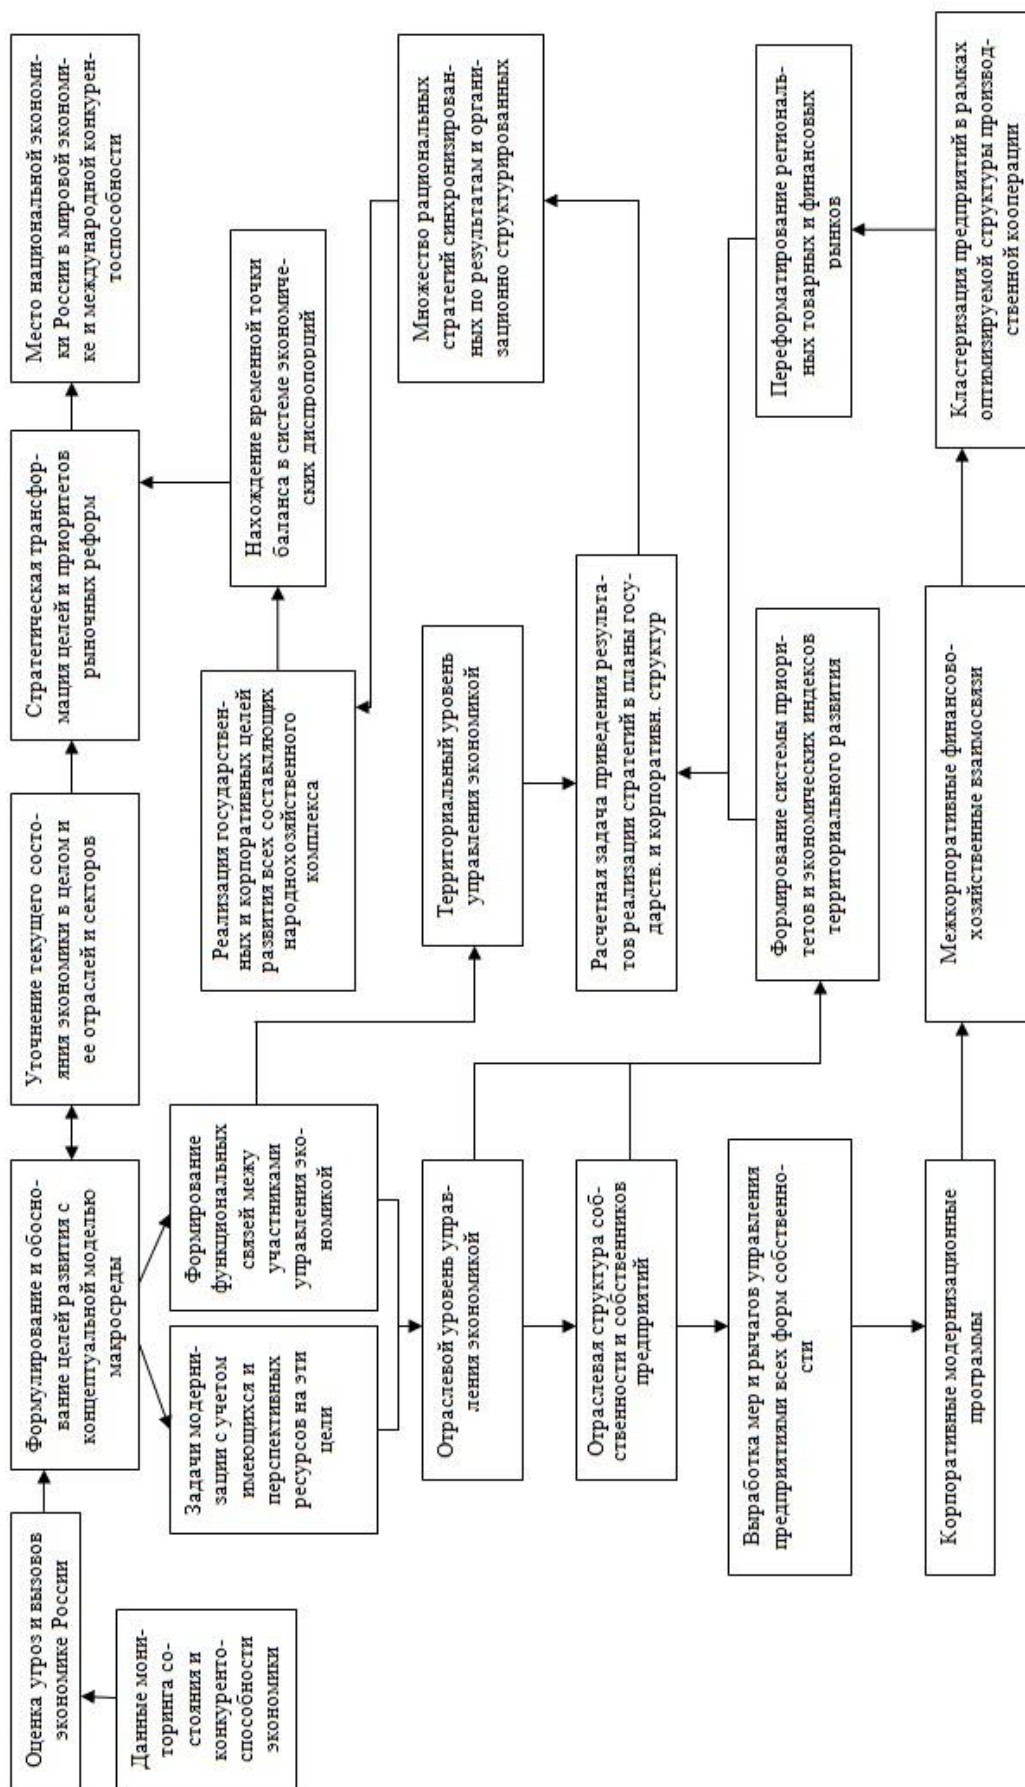 Оценка угроз и вызовов
экономике России
Данные мони-
торинга со-
стояния и
конкуренто-
способности
экономики
Формулирование и обосно-
вание целей развития с
концептуальной моделью
макросреды
Уточнение текущего состо-
яния экономики в целом и
ее отраслей и секторов
Стратегическая трансфор-
мация целей и приоритетов
рыночных реформ
Место национальной экономи-
ки России в мировой экономи-
ке и международной конкурен-
тоспособности
Задачи модерни-
зации с учетом
имеющихся и
перспективных
ресурсов на эти
цели
Формирование
функциональных
связей межу
участниками
управления эко-
номикой
Реализация государствен-
ных и корпоративных целей
развития всех составляющих
народнохозяйственного
комплекса
Нахождение временной точки
баланса в системе экономиче-
ских диспропорций
Отраслевой уровень управ-
ления экономикой
Территориальный уровень
управления экономикой
Множество рациональных
стратегий синхронизирован-
ных по результатам и органи-
зационно структурированных
Отраслевая структура соб-
ственности и собственников
предприятий
Расчетная задача приведения результа-
тов реализации стратегий в планы госу-
дарств. и корпоративн. структур
Выработка мер и рычагов управления
предприятиями всех форм собственно-
сти
Формирование системы приори-
тетов и экономических индексов
территориального развития
Переформатирование региональ-
ных товарных и финансовых
рынков
Корпоративные модернизационные
программы
Межкорпоративные финансово-
хозяйственные взаимосвязи
Кластеризация предприятий в рамках
оптимизируемой структуры производ-
ственной кооперации